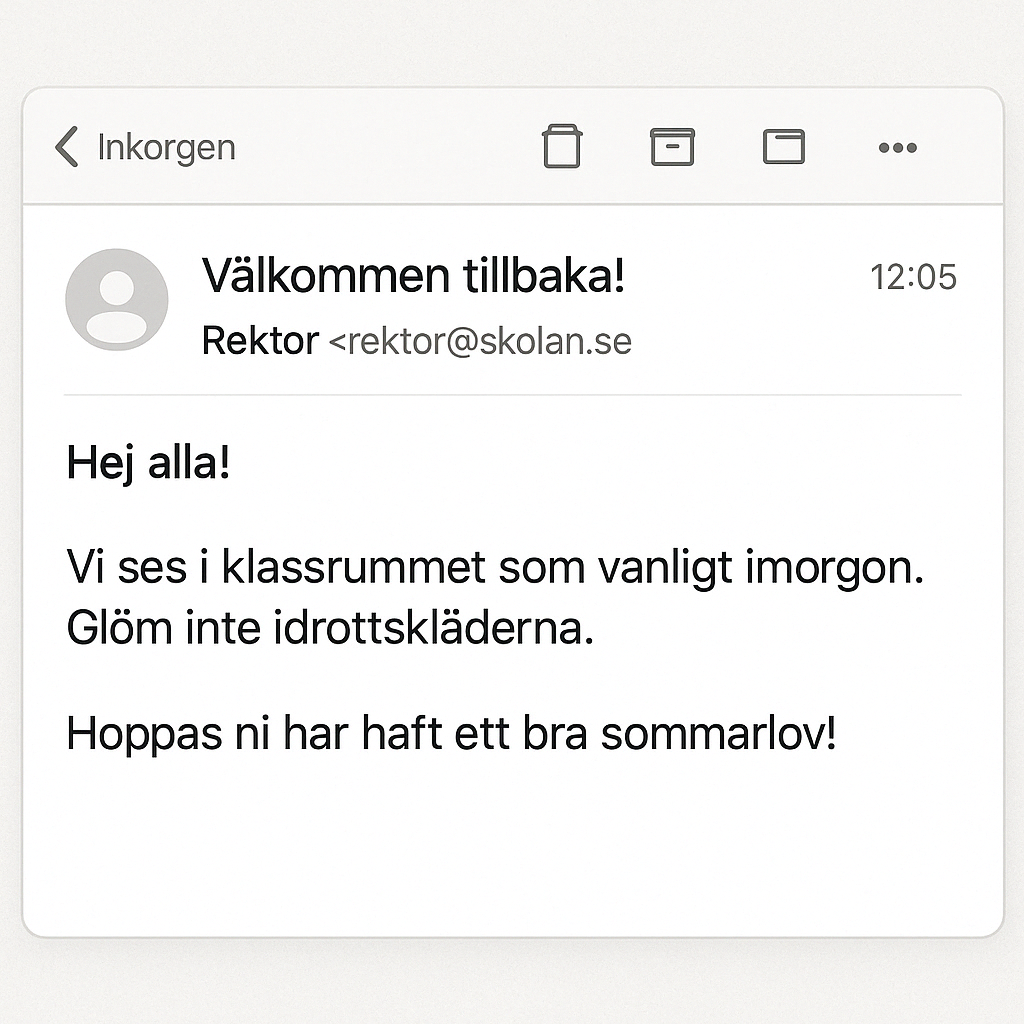 Inkorgen
Välkommen tillbaka!
12:05
Rektor <rektor@skolan.se
Hej alla!
Vi ses i klassrummet som vanligt imorgon.
Glöm inte idrottskläderna.
Hoppas ni har haft ett bra sommarlov!